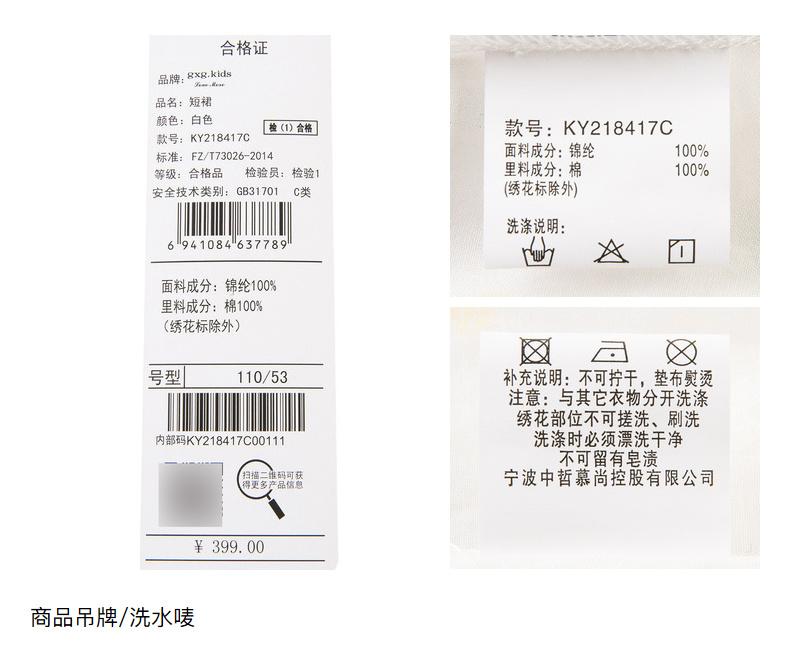 合格证
品牌: gxg.kids
Love More
品名: 短裙
颜色: 白色
检（1）合格
款号: KY218417C
标准: FZ/T73026-2014
等级: 合格品 检验员: 检验1
安全技术类别: GB31701 C类
6 941084 637789
面料成分: 锦纶100%
里料成分: 棉100%
（绣花标除外）
号型 110/53
内部码KY218417C00111
扫描二维码可获
得更多产品信息
¥ 399.00
款号: KY218417C
面料成分: 锦纶 100%
里料成分: 棉 100%
(绣花标除外)
洗涤说明:
补充说明: 不可拧干, 垫布熨烫
注意: 与其它衣物分开洗涤
绣花部位不可搓洗、刷洗
洗涤时必须漂洗干净
不可留有皂渍
宁波中哲慕尚控股有限公司
商品吊牌/洗水唛